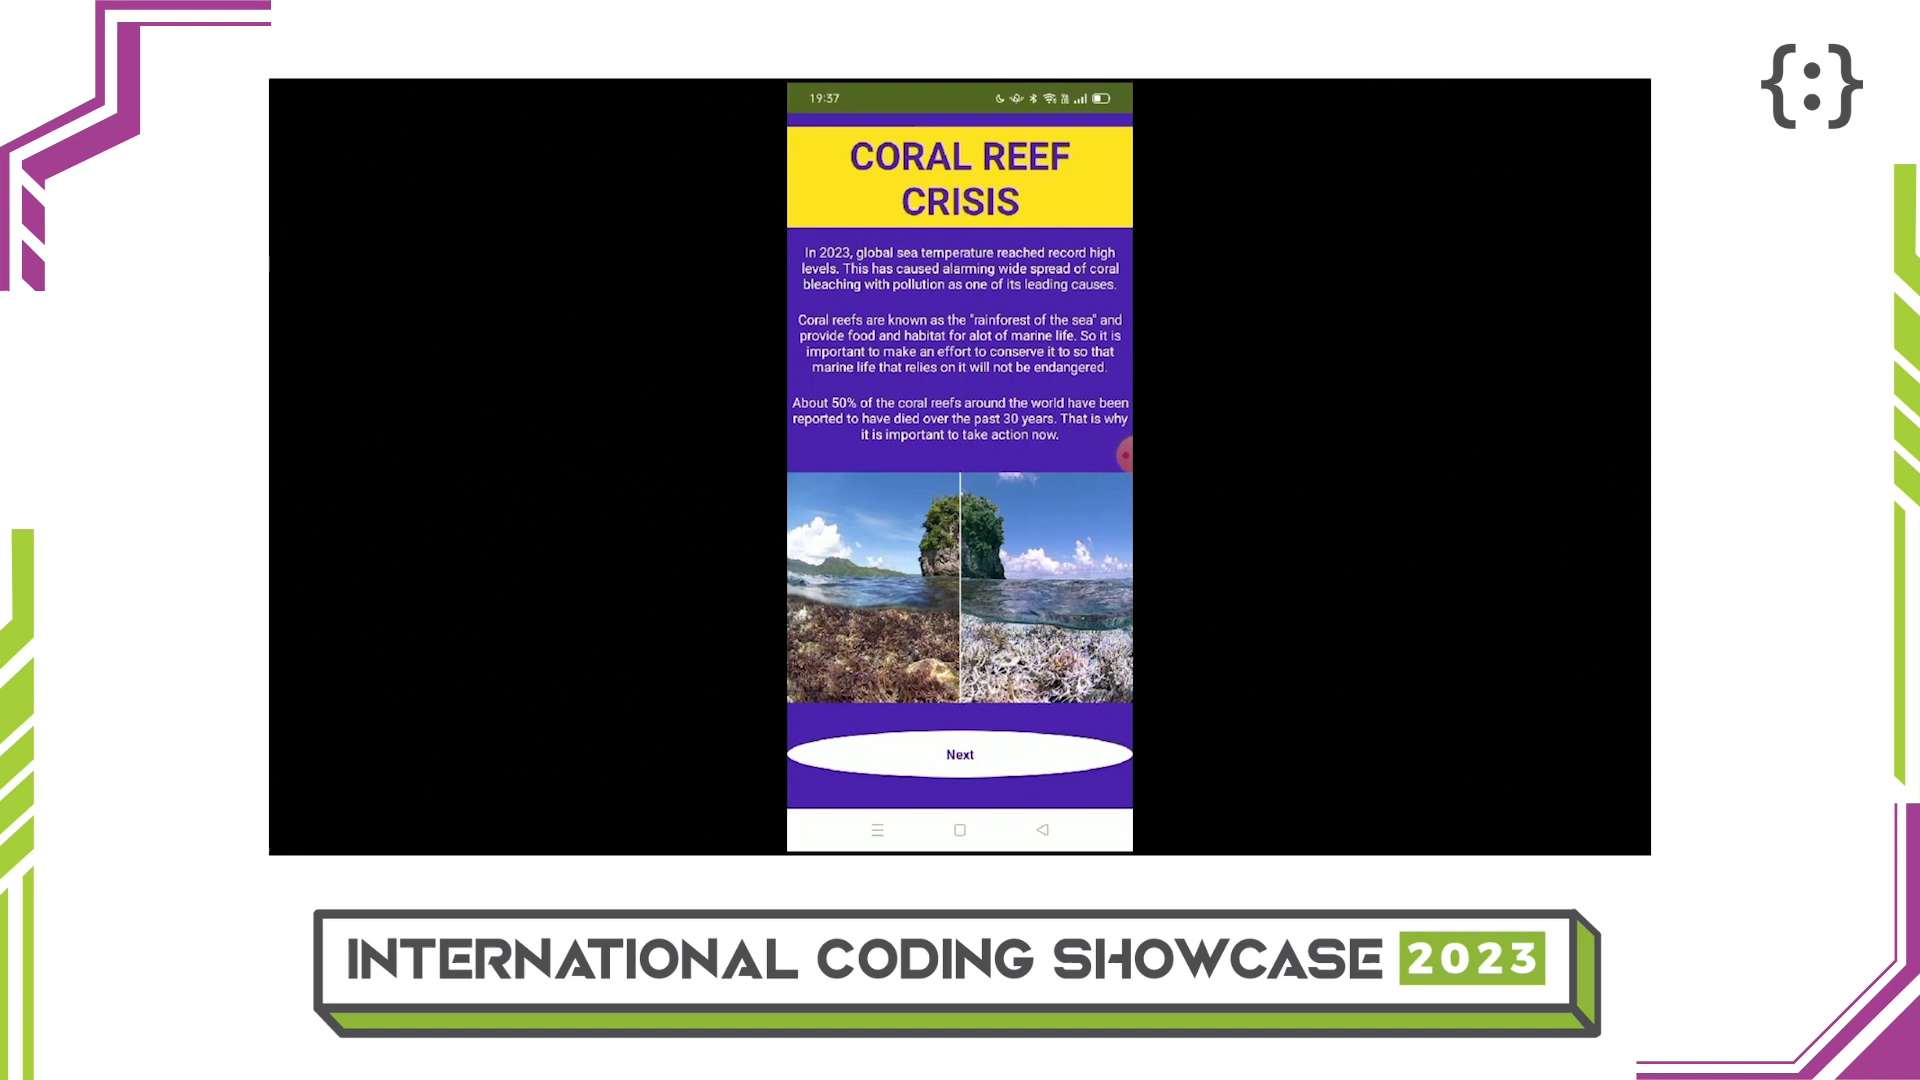 19:37
CORAL REEF
CRISIS
In 2023, global sea temperature reached record high
levels. This has caused alarming wide spread of coral
bleaching with pollution as one of its leading causes.
Coral reefs are known as the "rainforest of the sea" and
provide food and habitat for alot of marine life. So it is
important to make an effort to conserve it to so that
marine life that relies on it will not be endangered.
About 50% of the coral reefs around the world have been
reported to have died over the past 30 years. That is why
it is important to take action now.
Next
INTERNATIONAL CODING SHOWCASE 2023